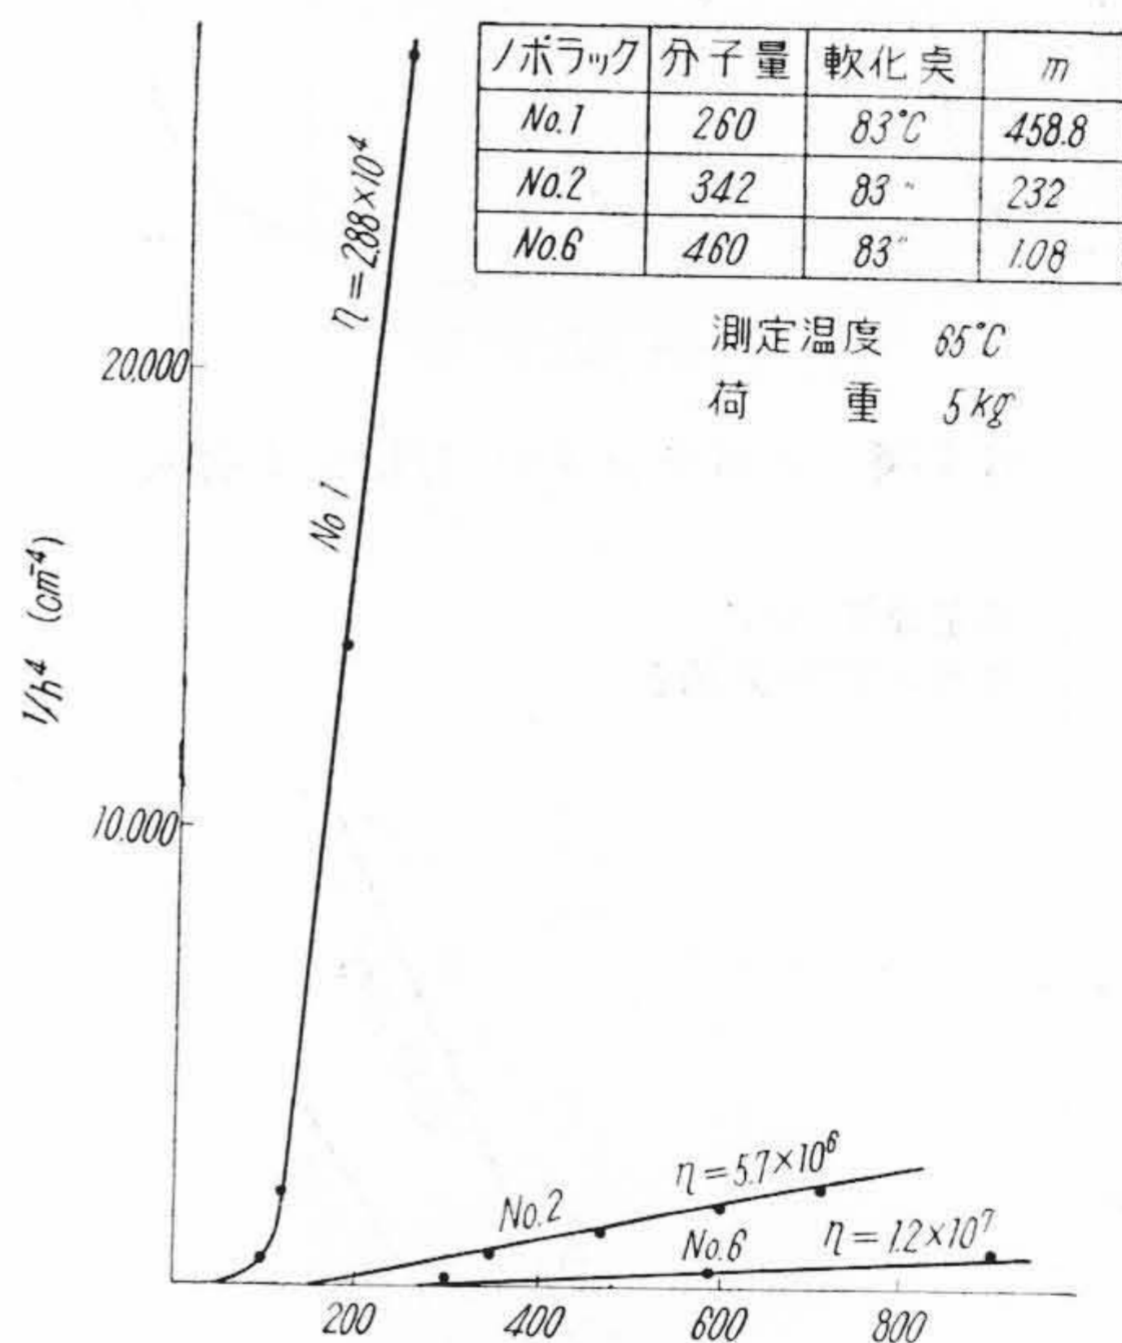 ノボラック 分子量 軟化点 m
No.1 260 83°C 458.8
No.2 342 83 〃 232
No.6 460 83 〃 1.08
測定温度 65°C
荷 重 5kg
η=2.88×10⁴
No 1
20,000
10,000
1/h⁴ (cm⁻⁴)
η=5.7×10⁶
No.2
No.6
η=1.2×10⁷
200 400 600 800